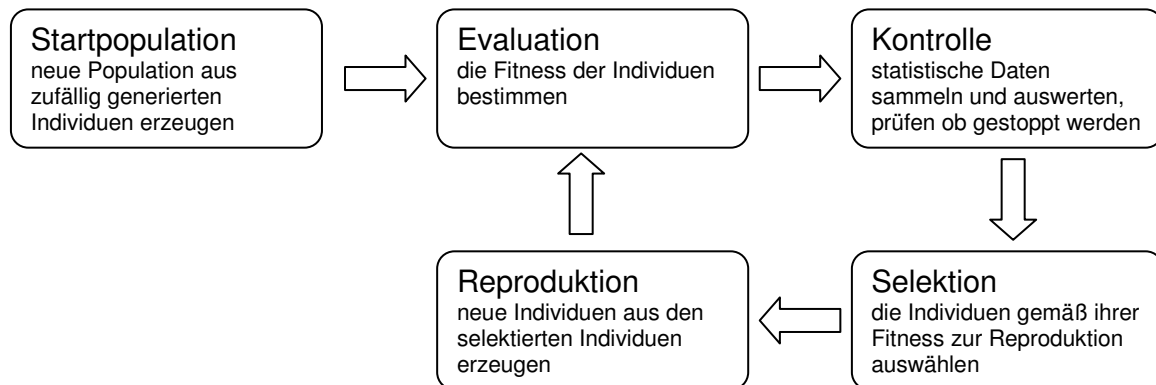 Startpopulation
neue Population aus
zufällig generierten
Individuen erzeugen
Evaluation
die Fitness der Individuen
bestimmen
Kontrolle
statistische Daten
sammeln und auswerten,
prüfen ob gestoppt werden
Reproduktion
neue Individuen aus den
selektierten Individuen
erzeugen
Selektion
die Individuen gemäß ihrer
Fitness zur Reproduktion
auswählen